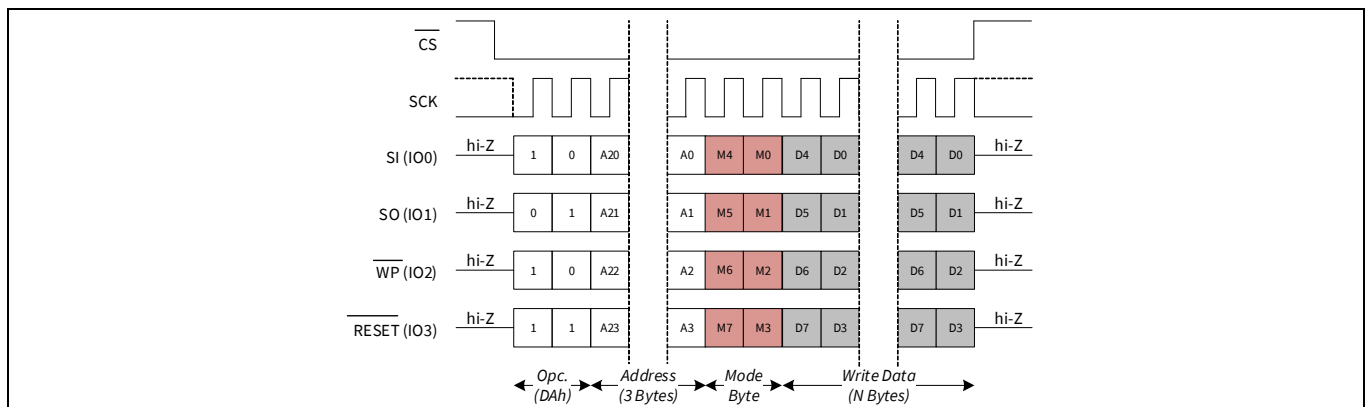 CS
SCK
SI (IO0) hi-Z 1 0 A20 A0 M4 M0 D4 D0 D4 D0 hi-Z
SO (IO1) hi-Z 0 1 A21 A1 M5 M1 D5 D1 D5 D1 hi-Z
WP (IO2) hi-Z 1 0 A22 A2 M6 M2 D6 D2 D6 D2 hi-Z
RESET (IO3) hi-Z 1 1 A23 A3 M7 M3 D7 D3 D7 D3 hi-Z
Opc. Address Mode Write Data
(DAh) (3 Bytes) Byte (N Bytes)